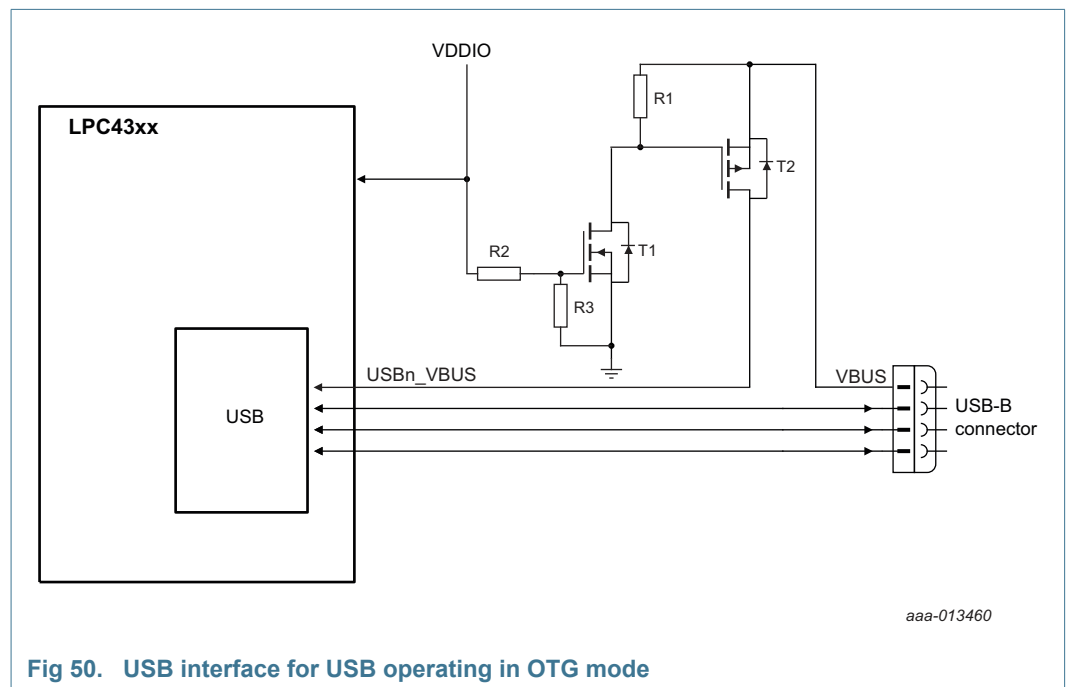 VDDIO
R1
LPC43xx
T2
R2
T1
R3
USBn_VBUS
VBUS
USB
USB-B
connector
aaa-013460
Fig 50. USB interface for USB operating in OTG mode